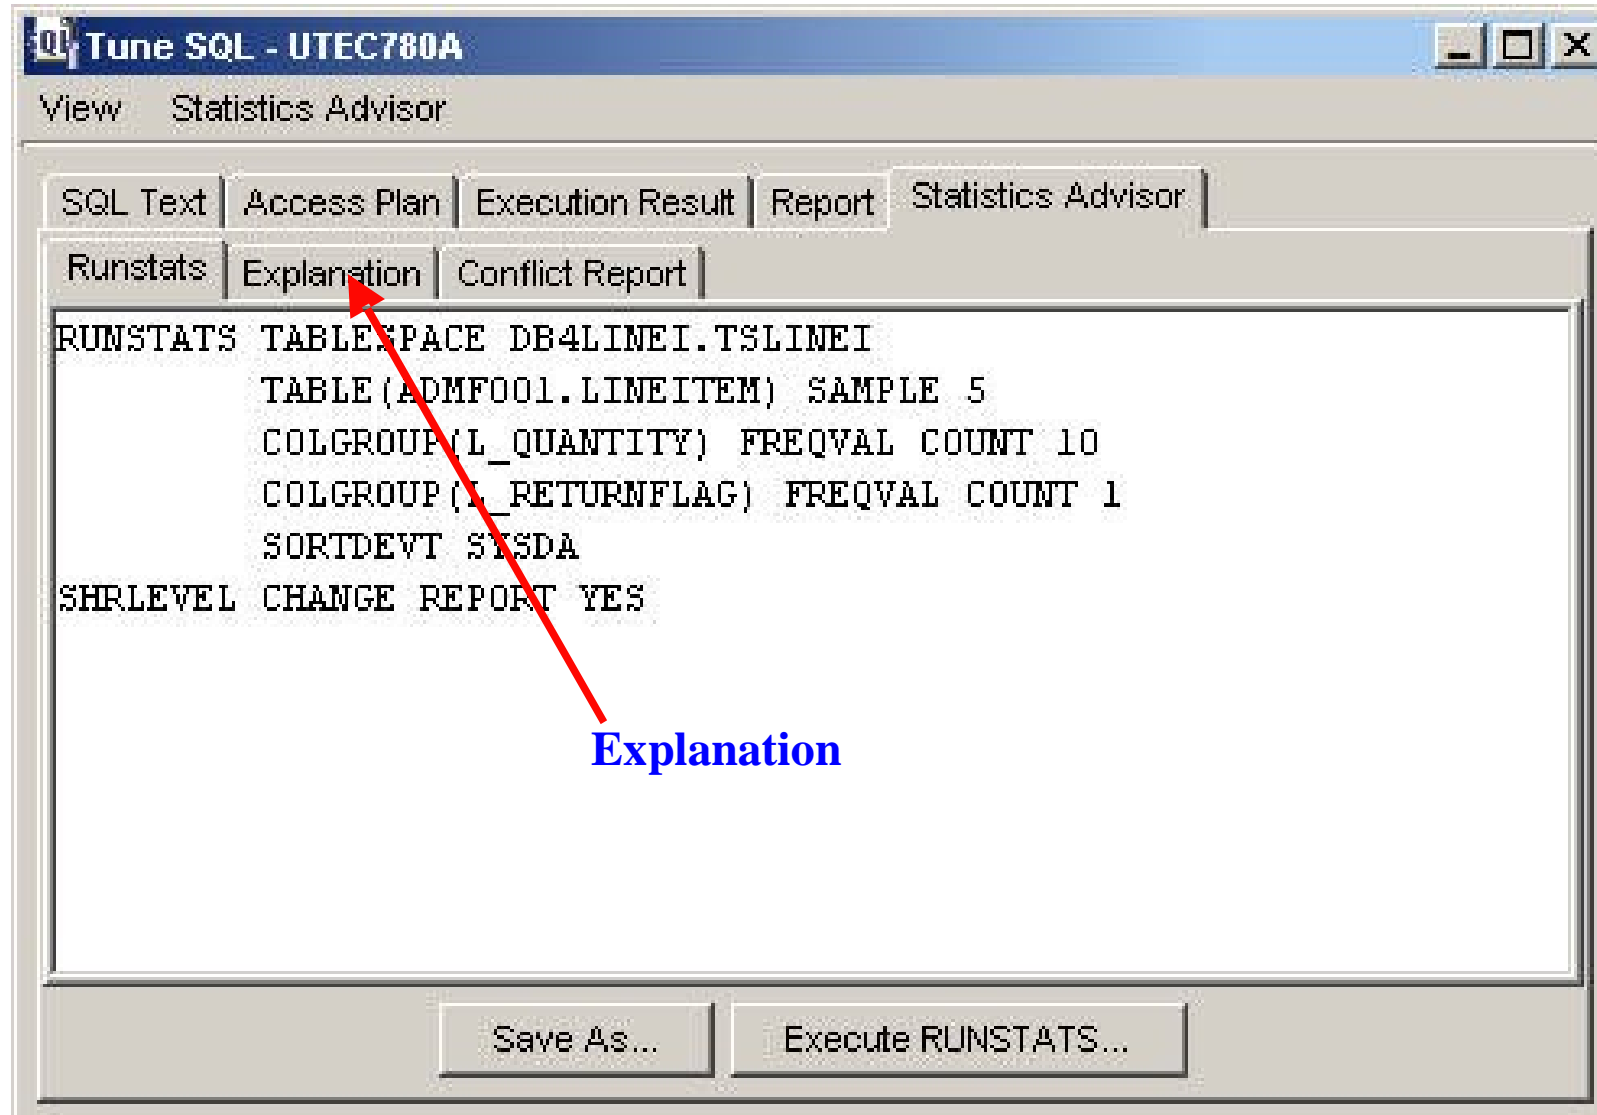 Tune SQL - UTEC780A
View Statistics Advisor
SQL Text Access Plan Execution Result Report Statistics Advisor
Runstats Explanation Conflict Report
RUNSTATS TABLESPACE DB4LINEI.TSLINEI
TABLE(ADMF001.LINEITEM) SAMPLE 5
COLGROUP(L_QUANTITY) FREQVAL COUNT 10
COLGROUP(L_RETURNFLAG) FREQVAL COUNT 1
SORTDEVT SYSDA
SHRLEVEL CHANGE REPORT YES
Explanation
Save As... Execute RUNSTATS...